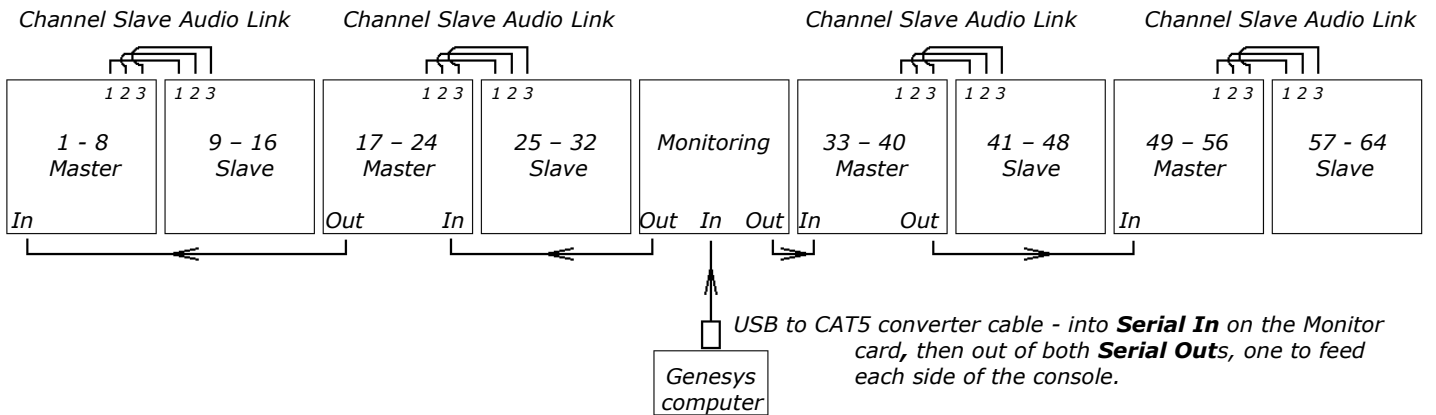 Channel Slave Audio Link Channel Slave Audio Link Channel Slave Audio Link Channel Slave Audio Link
1 2 3 1 2 3 1 2 3 1 2 3 1 2 3 1 2 3 1 2 3 1 2 3
1 - 8 9 – 16 17 – 24 25 – 32 Monitoring 33 – 40 41 – 48 49 – 56 57 - 64
Master Slave Master Slave Master Slave Master Slave
In Out In Out In Out In Out In
USB to CAT5 converter cable - into Serial In on the Monitor
card, then out of both Serial Outs, one to feed
each side of the console.
Genesys
computer